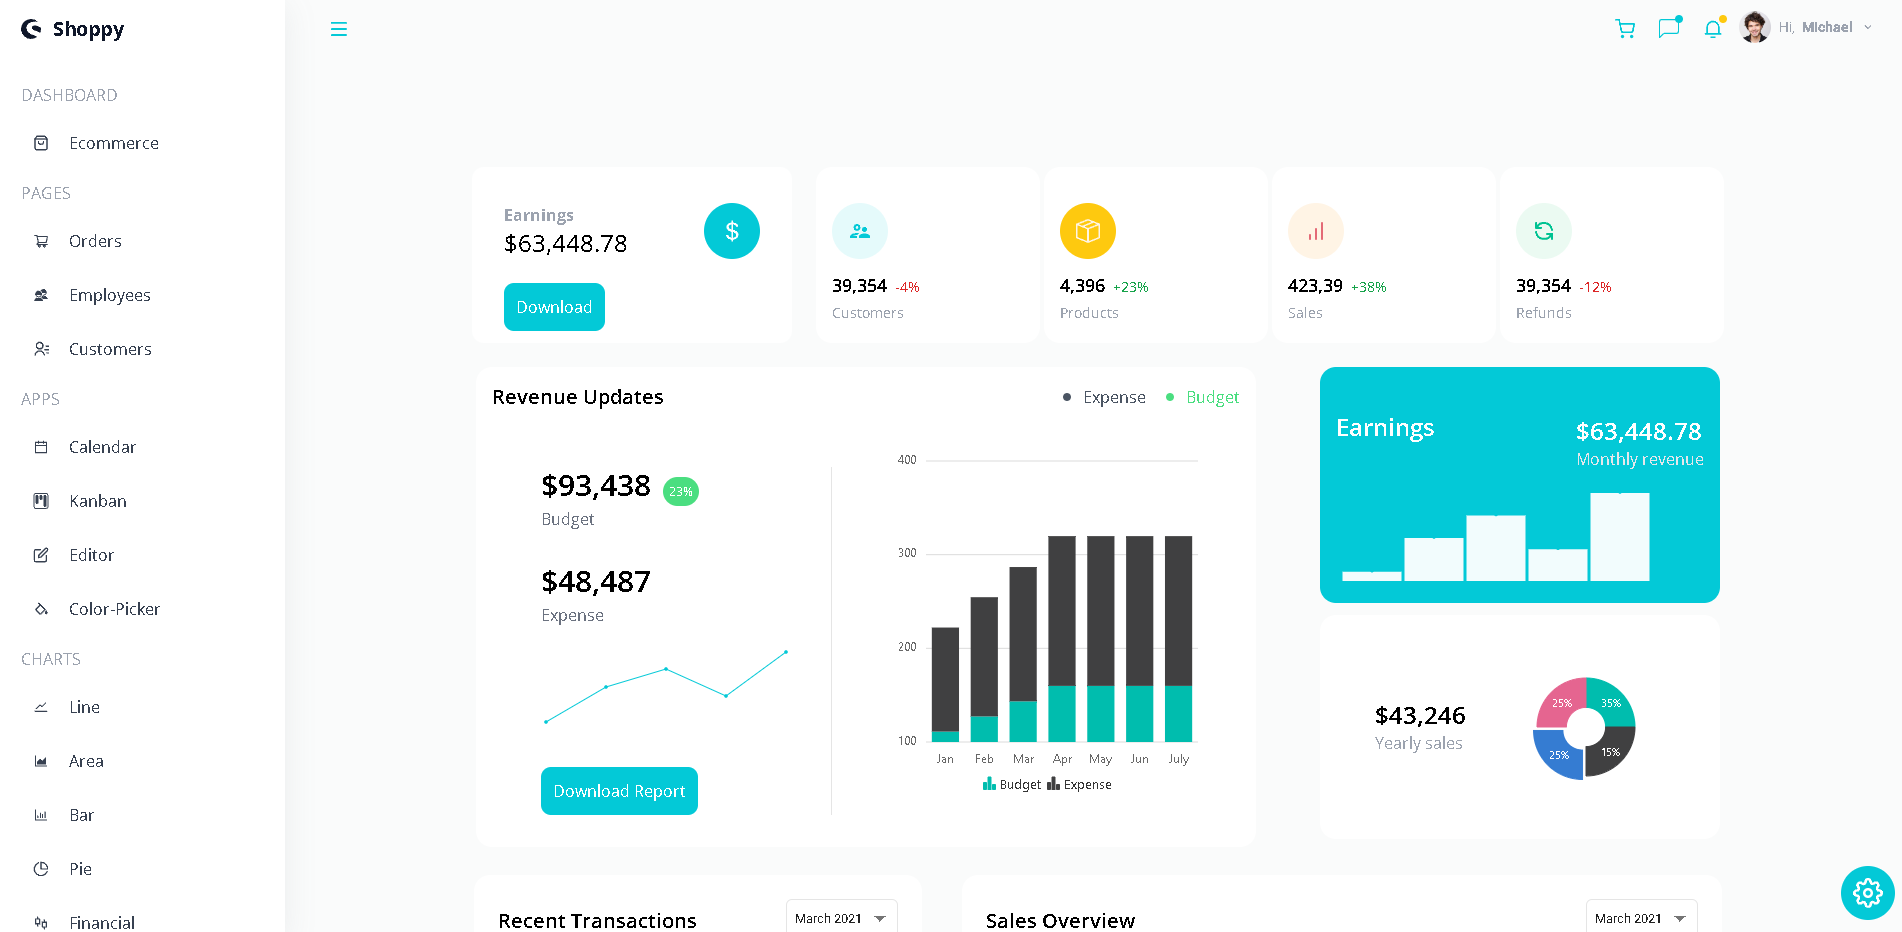 Shoppy
Hi, Michael
DASHBOARD
Ecommerce
PAGES
Orders
Employees
Customers
APPS
Calendar
Kanban
Editor
Color-Picker
CHARTS
Line
Area
Bar
Pie
Financial
Earnings
$63,448.78
$
Download
39,354 -4%
Customers
4,396 +23%
Products
423,39 +38%
Sales
39,354 -12%
Refunds
Revenue Updates
Expense Budget
$93,438 23%
Budget
$48,487
Expense
Download Report
400
300
200
100
Jan Feb Mar Apr May Jun July
Budget Expense
Earnings
$63,448.78
Monthly revenue
$43,246
Yearly sales
25% 35%
25% 15%
Recent Transactions
March 2021
Sales Overview
March 2021